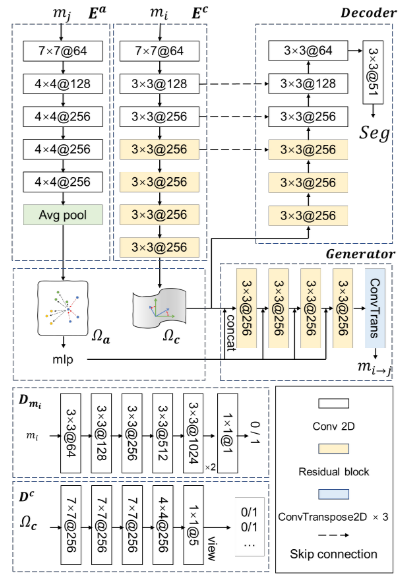 m_j E^a
7×7@64
4×4@128
4×4@256
4×4@256
4×4@256
Avg pool
Ω_a
mlp
m_i E^c
7×7@64
3×3@128
3×3@256
3×3@256
3×3@256
3×3@256
Ω_c
Decoder
3×3@64
3×3@128
3×3@256
3×3@256
3×3@256
3×3@256
3×3@51
Seg
Generator
concat
3×3@256
3×3@256
3×3@256
3×3@256
ConvTrans
m_{i→j}
D_{m_i}
m_i
3×3@64
3×3@128
3×3@256
3×3@512
3×3@1024
×2
1×1@1
0 / 1
D^c
Ω_c
7×7@256
7×7@256
7×7@256
4×4@256
1×1@5
view
0/1
0/1
...
Conv 2D
Residual block
ConvTranspose2D × 3
Skip connection